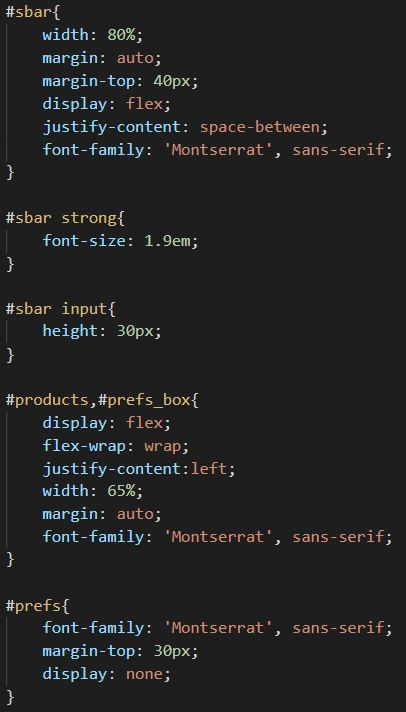 #sbar{
    width: 80%;
    margin: auto;
    margin-top: 40px;
    display: flex;
    justify-content: space-between;
    font-family: 'Montserrat', sans-serif;
}

#sbar strong{
    font-size: 1.9em;
}

#sbar input{
    height: 30px;
}

#products,#prefs_box{
    display: flex;
    flex-wrap: wrap;
    justify-content:left;
    width: 65%;
    margin: auto;
    font-family: 'Montserrat', sans-serif;
}

#prefs{
    font-family: 'Montserrat', sans-serif;
    margin-top: 30px;
    display: none;
}